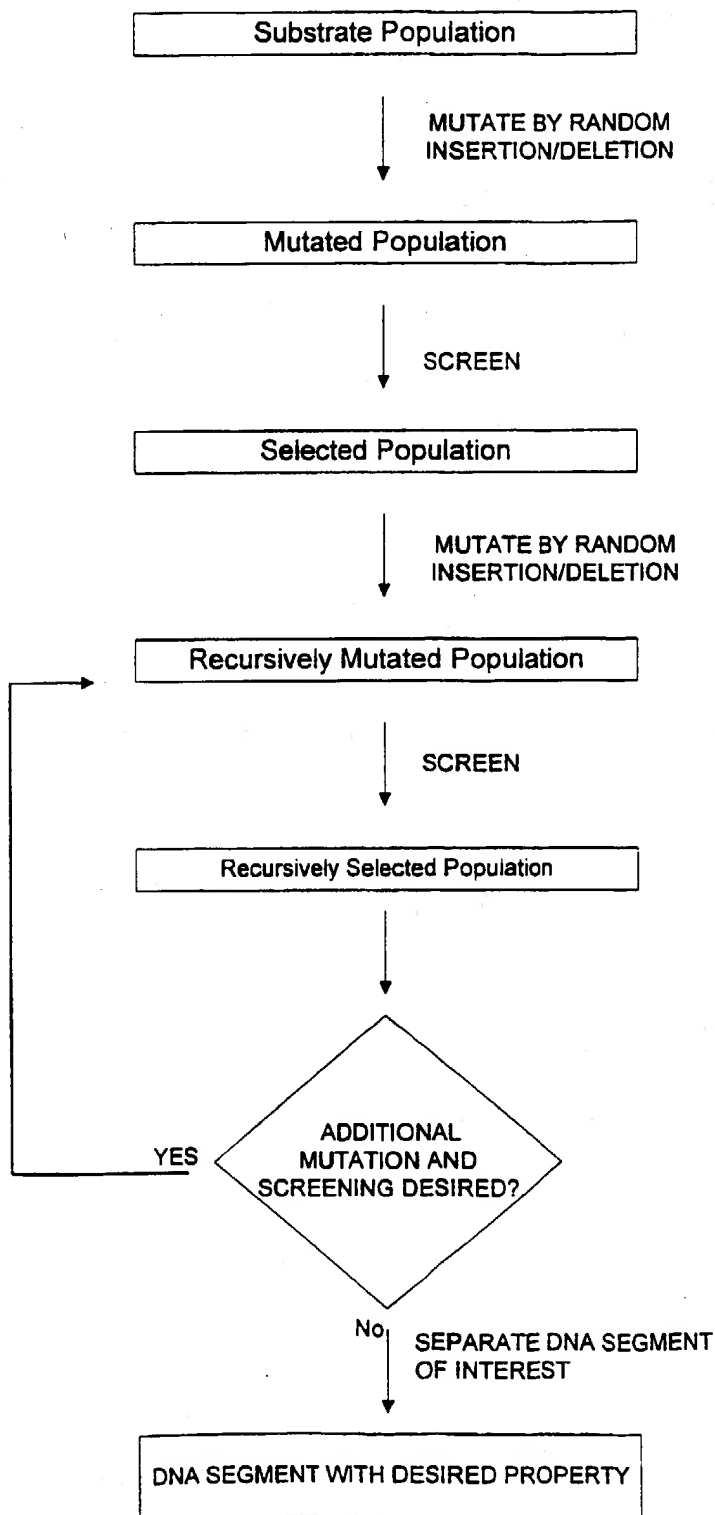 Substrate Population
MUTATE BY RANDOM
INSERTION/DELETION
Mutated Population
SCREEN
Selected Population
MUTATE BY RANDOM
INSERTION/DELETION
Recursively Mutated Population
SCREEN
Recursively Selected Population
YES
ADDITIONAL
MUTATION AND
SCREENING DESIRED?
No
SEPARATE DNA SEGMENT
OF INTEREST
DNA SEGMENT WITH DESIRED PROPERTY